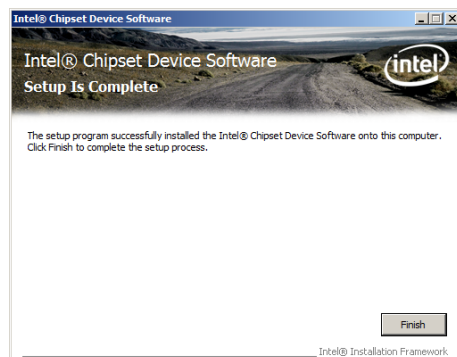 Intel® Chipset Device Software
Intel® Chipset Device Software
Setup Is Complete
intel
The setup program successfully installed the Intel® Chipset Device Software onto this computer.
Click Finish to complete the setup process.
Finish
Intel® Installation Framework